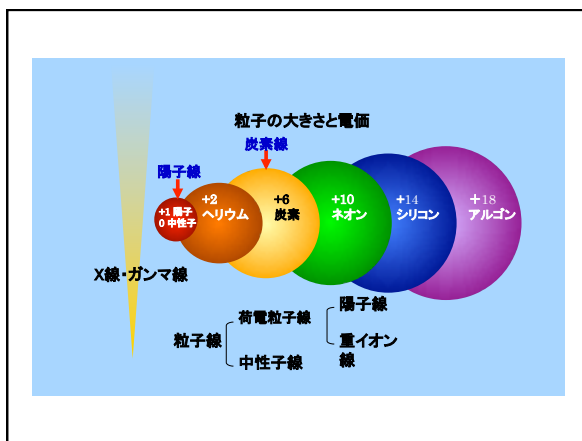 粒子の大きさと電価
炭素線
陽子線
+1 陽子
0 中性子
+2
ヘリウム
+6
炭素
+10
ネオン
+14
シリコン
+18
アルゴン
X線・ガンマ線
粒子線
荷電粒子線
中性子線
陽子線
重イオン
線